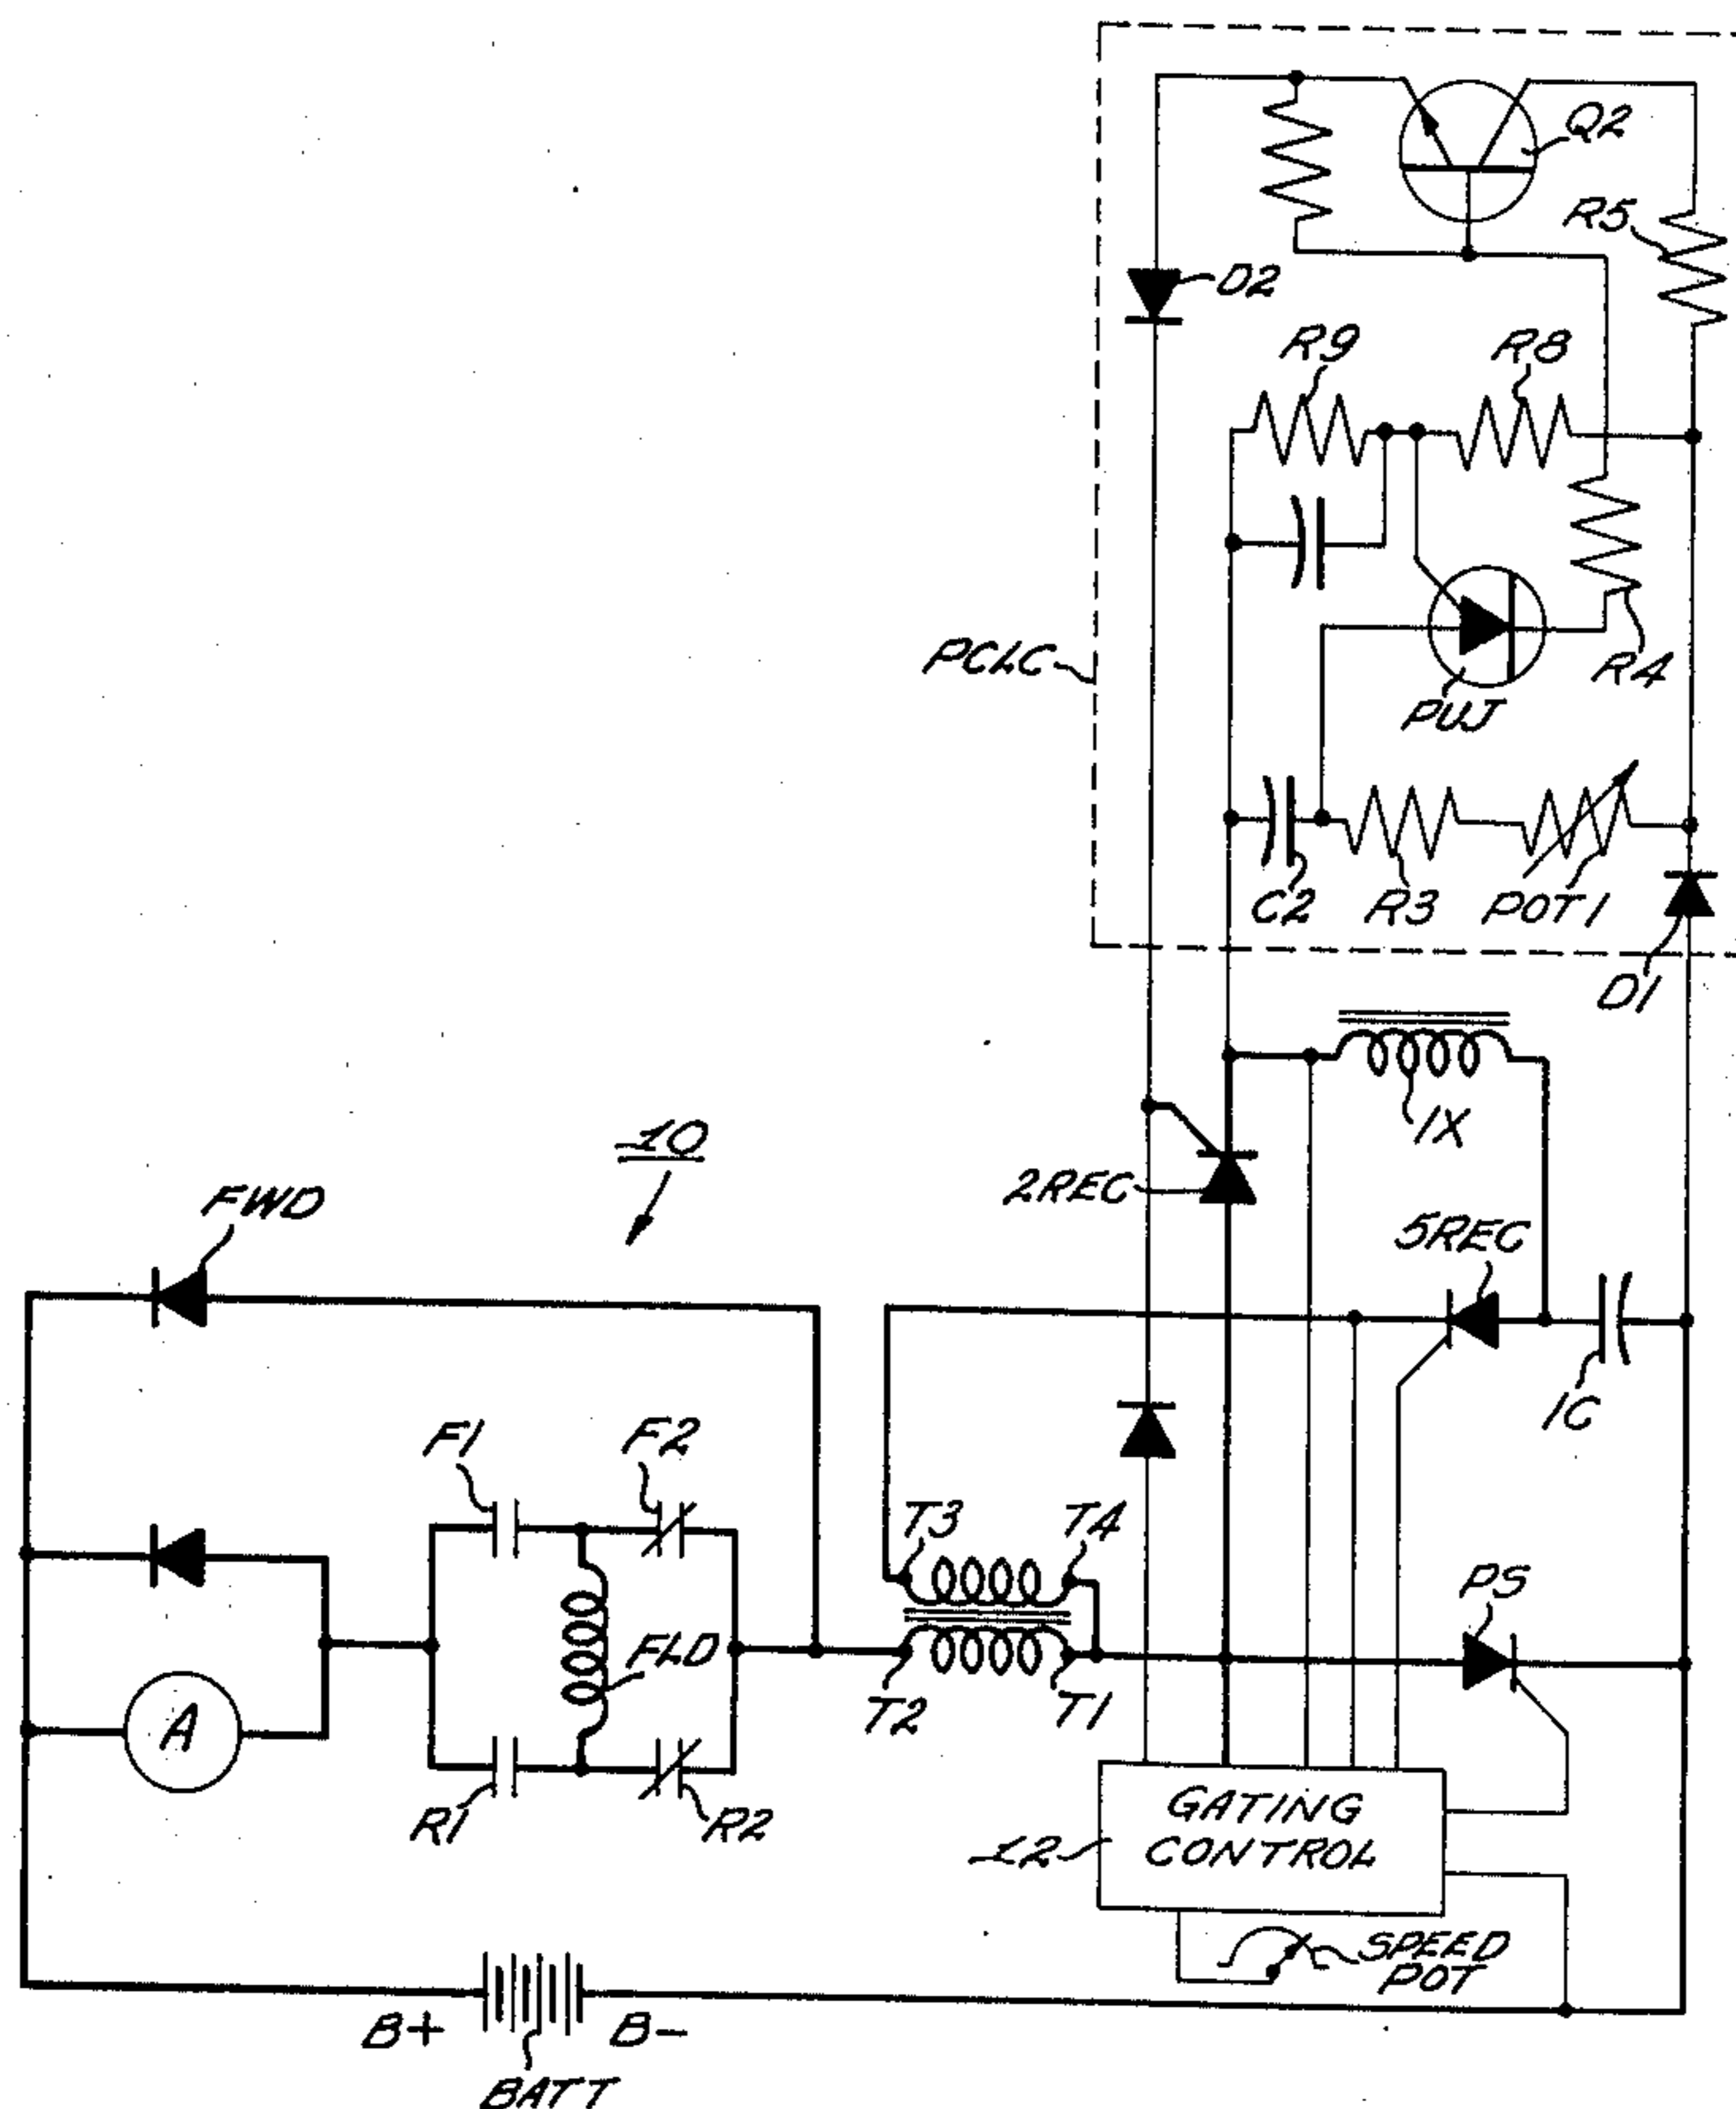 Q2
R5
D2
R9
R8
PCLC
R4
PUJ
C2
R3
POT1
D1
1X
10
2REC
FWD
5REC
1C
F1
F2
T3
T4
PS
FLD
A
T2
T1
R1
R2
GATING
CONTROL
12
SPEED
POT
B+
B-
BATT